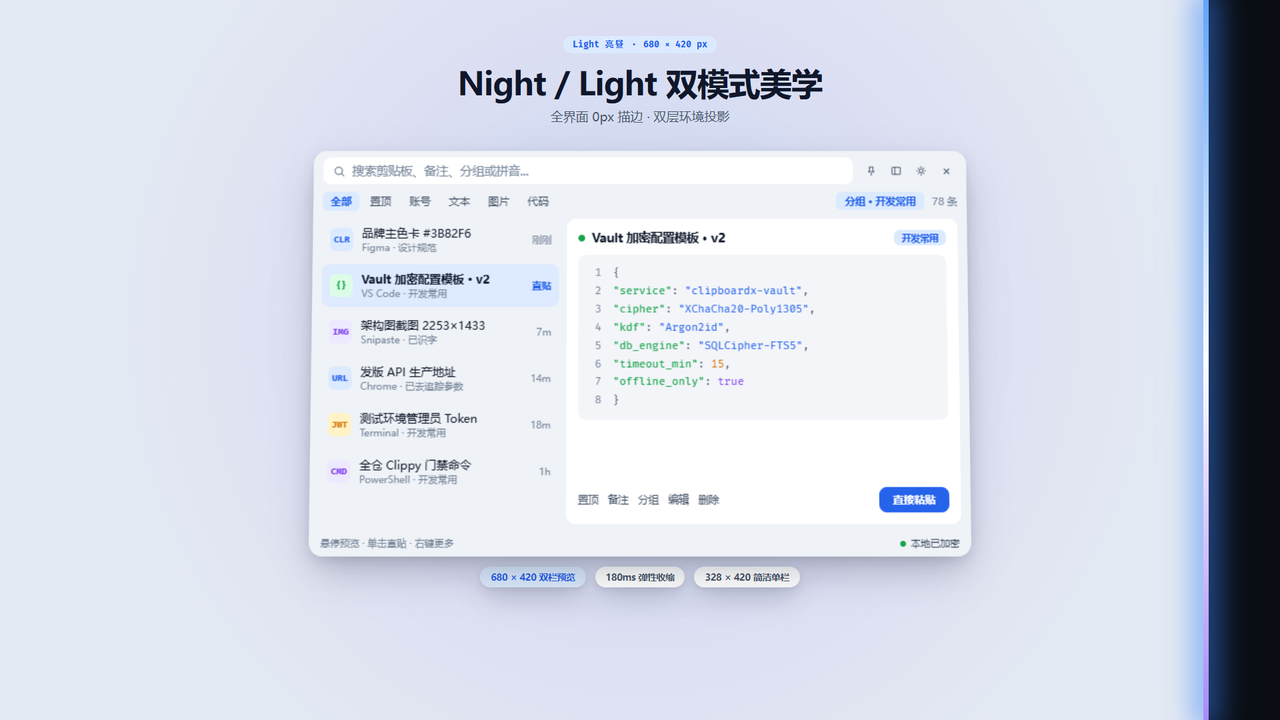 Light 亮昼 · 680 × 420 px
Night / Light 双模式美学
全界面 0px 描边 · 双层环境投影
搜索剪贴板、备注、分组或拼音...
全部 置顶 账号 文本 图片 代码
分组 • 开发常用 78 条
CLR 品牌主色卡 #3B82F6 刚刚
Figma · 设计规范
{} Vault 加密配置模板 • v2 直贴
VS Code · 开发常用
IMG 架构图截图 2253×1433 7m
Snipaste · 已识字
URL 发版 API 生产地址 14m
Chrome · 已去追踪参数
JWT 测试环境管理员 Token 18m
Terminal · 开发常用
CMD 全仓 Clippy 门禁命令 1h
PowerShell · 开发常用
Vault 加密配置模板 • v2 开发常用
1 {
2 "service": "clipboardx-vault",
3 "cipher": "XChaCha20-Poly1305",
4 "kdf": "Argon2id",
5 "db_engine": "SQLCipher-FTS5",
6 "timeout_min": 15,
7 "offline_only": true
8 }
置顶 备注 分组 编辑 删除 直接粘贴
悬停预览 · 单击直贴 · 右键更多 本地已加密
680 × 420 双栏预览 180ms 弹性收缩 328 × 420 简洁单栏